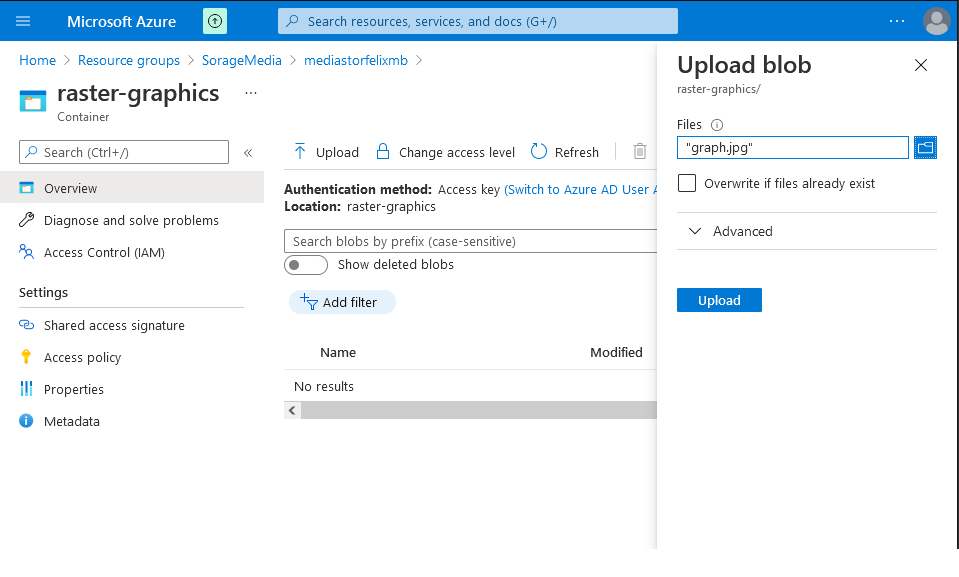 Microsoft Azure
Search resources, services, and docs (G+/)
Home > Resource groups > SorageMedia > mediastorfelixmb >
raster-graphics
Container
Search (Ctrl+/)
Overview
Diagnose and solve problems
Access Control (IAM)
Settings
Shared access signature
Access policy
Properties
Metadata
Upload Change access level Refresh
Authentication method: Access key (Switch to Azure AD User A
Location: raster-graphics
Search blobs by prefix (case-sensitive)
Show deleted blobs
Add filter
Name Modified
No results
Upload blob
raster-graphics/
Files
"graph.jpg"
Overwrite if files already exist
Advanced
Upload